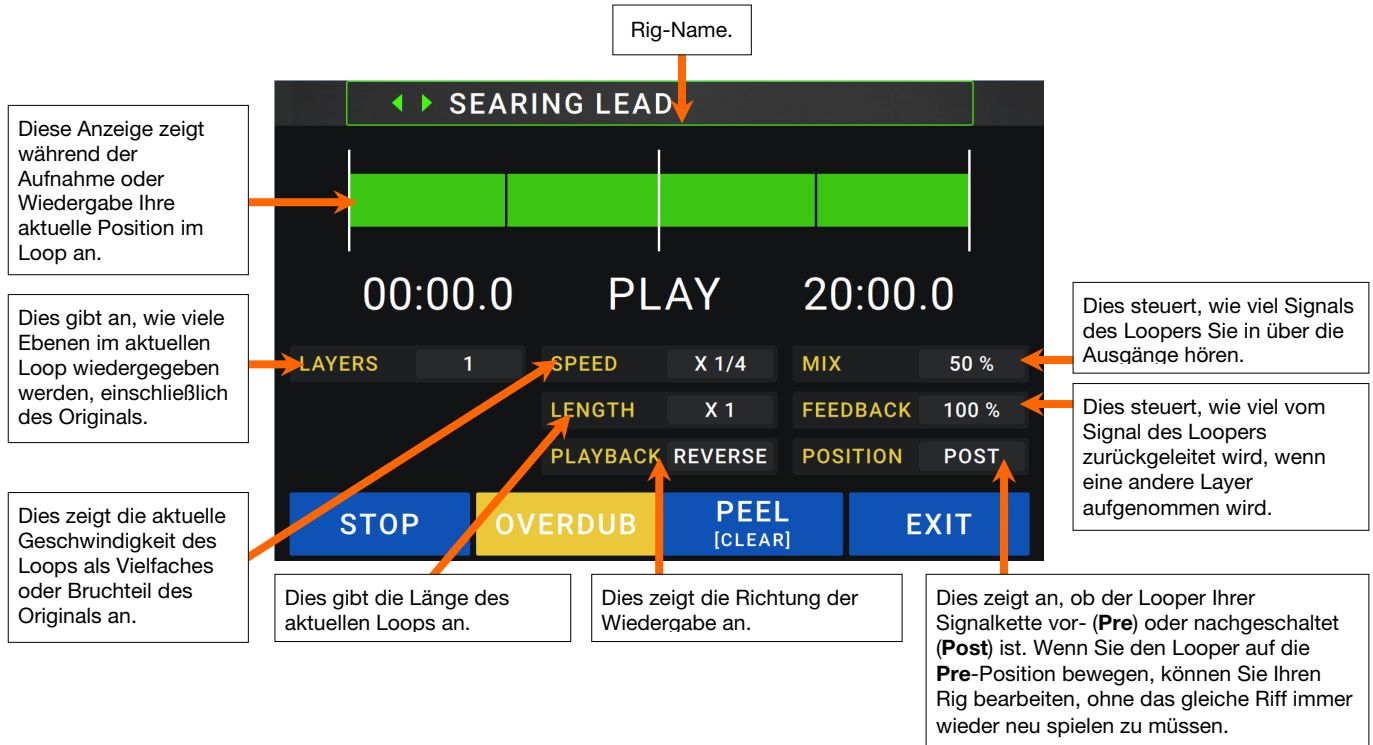 Rig-Name.
SEARING LEAD
Diese Anzeige zeigt
während der
Aufnahme oder
Wiedergabe Ihre
aktuelle Position im
Loop an.
00:00.0 PLAY 20:00.0
Dies gibt an, wie viele
Ebenen im aktuellen
Loop wiedergegeben
werden, einschließlich
des Originals.
LAYERS 1 SPEED X 1/4 MIX 50 %
LENGTH X 1 FEEDBACK 100 %
PLAYBACK REVERSE POSITION POST
Dies steuert, wie viel Signals
des Loopers Sie in über die
Ausgänge hören.
Dies steuert, wie viel vom
Signal des Loopers
zurückgeleitet wird, wenn
eine andere Layer
aufgenommen wird.
STOP OVERDUB PEEL EXIT
[CLEAR]
Dies zeigt die aktuelle
Geschwindigkeit des
Loops als Vielfaches
oder Bruchteil des
Originals an.
Dies gibt die Länge des
aktuellen Loops an.
Dies zeigt die Richtung der
Wiedergabe an.
Dies zeigt an, ob der Looper Ihrer
Signalkette vor- (Pre) oder nachgeschaltet
(Post) ist. Wenn Sie den Looper auf die
Pre-Position bewegen, können Sie Ihren
Rig bearbeiten, ohne das gleiche Riff immer
wieder neu spielen zu müssen.